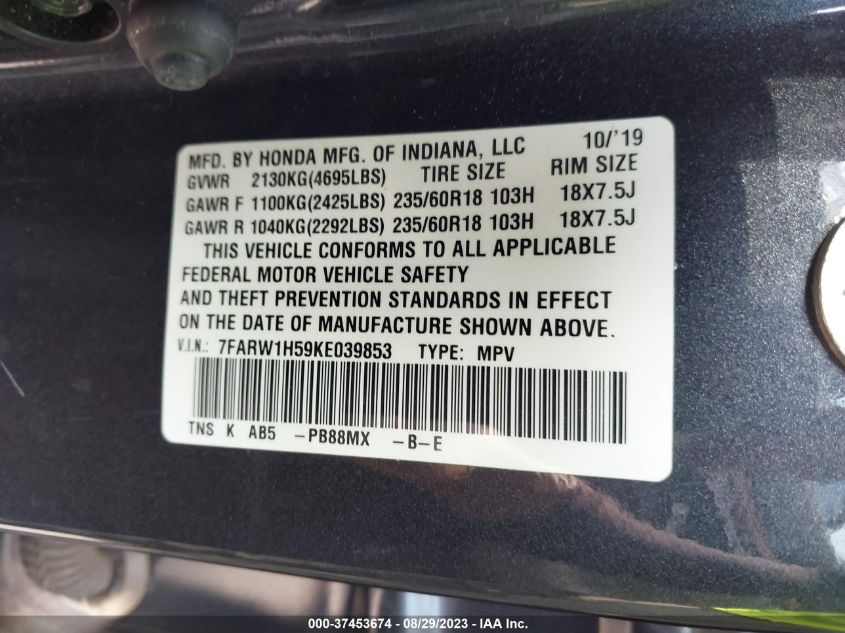 MFD. BY HONDA MFG. OF INDIANA, LLC 10/'19
GVWR 2130KG(4695LBS) TIRE SIZE RIM SIZE
GAWR F 1100KG(2425LBS) 235/60R18 103H 18X7.5J
GAWR R 1040KG(2292LBS) 235/60R18 103H 18X7.5J
THIS VEHICLE CONFORMS TO ALL APPLICABLE
FEDERAL MOTOR VEHICLE SAFETY
AND THEFT PREVENTION STANDARDS IN EFFECT
ON THE DATE OF MANUFACTURE SHOWN ABOVE.
V.I.N.: 7FARW1H59KE039853 TYPE: MPV
TNS K AB5 -PB88MX -B-E
000-37453674 - 08/29/2023 - IAA Inc.